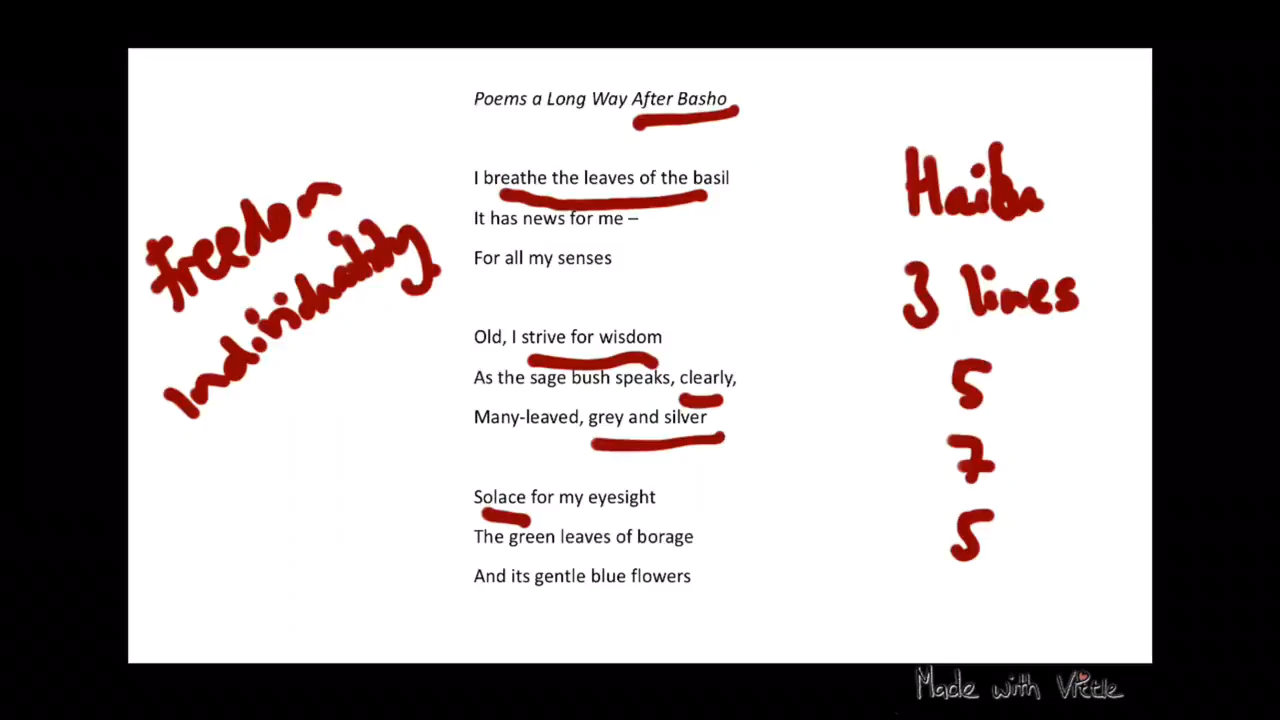 Poems a Long Way After Basho
I breathe the leaves of the basil
It has news for me –
For all my senses
Old, I strive for wisdom
As the sage bush speaks, clearly,
Many-leaved, grey and silver
Solace for my eyesight
The green leaves of borage
And its gentle blue flowers
Freedom
Individuality
Haiku
3 lines
5
7
5
Made with Vittle